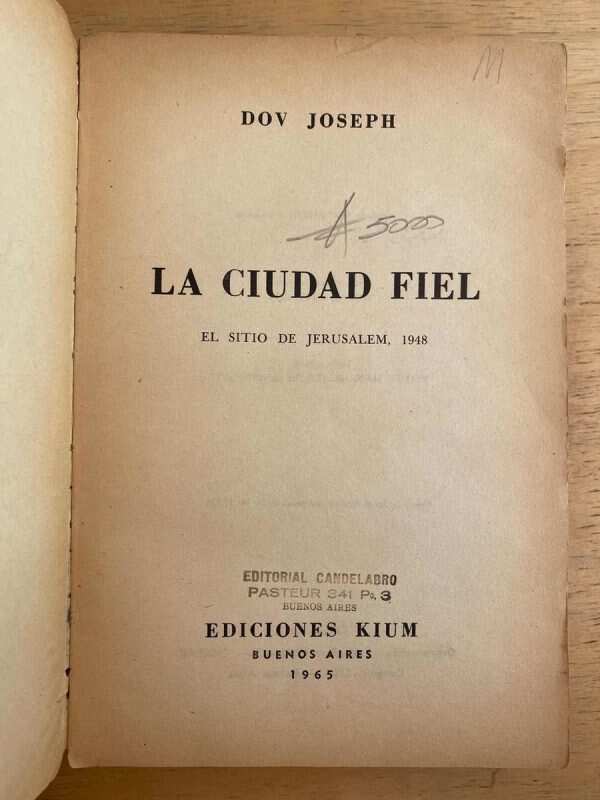 M
DOV JOSEPH
5000
LA CIUDAD FIEL
EL SITIO DE JERUSALEM, 1948
EDITORIAL CANDELABRO
PASTEUR 341 Pº. 3
BUENOS AIRES
EDICIONES KIUM
BUENOS AIRES
1965